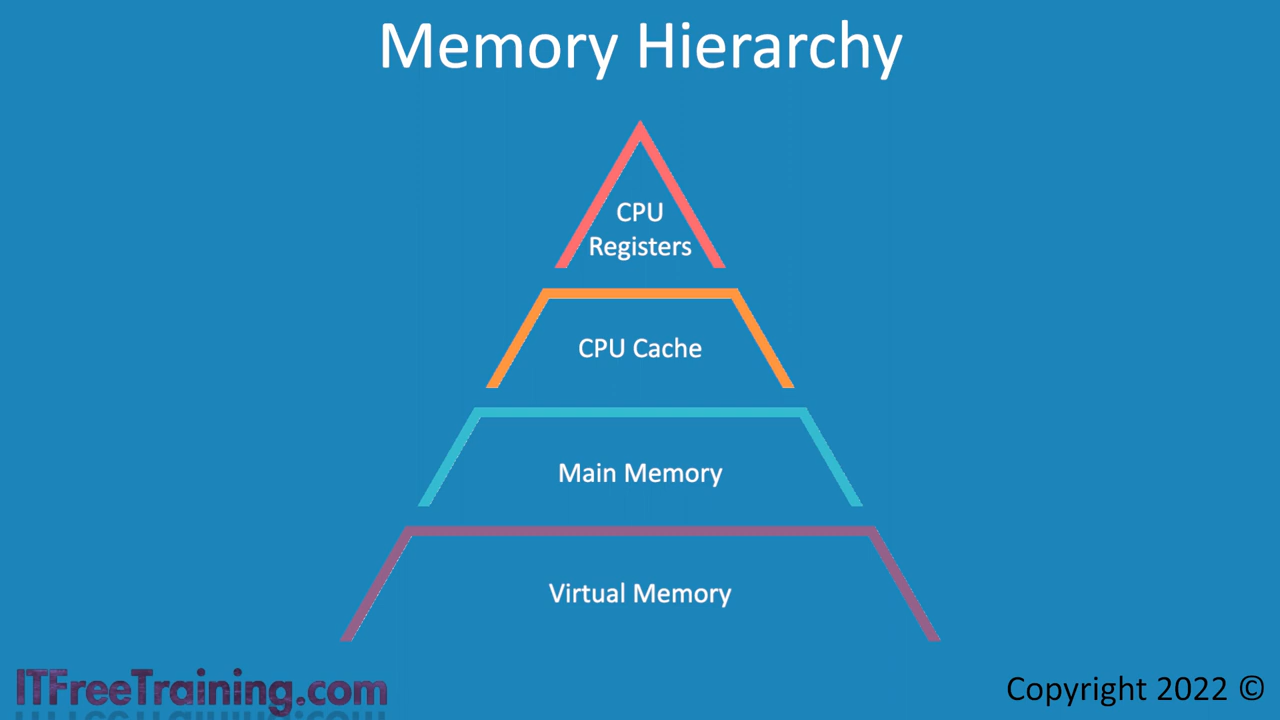 Memory Hierarchy
CPU
Registers
CPU Cache
Main Memory
Virtual Memory
ITFreeTraining.com
Copyright 2022 ©